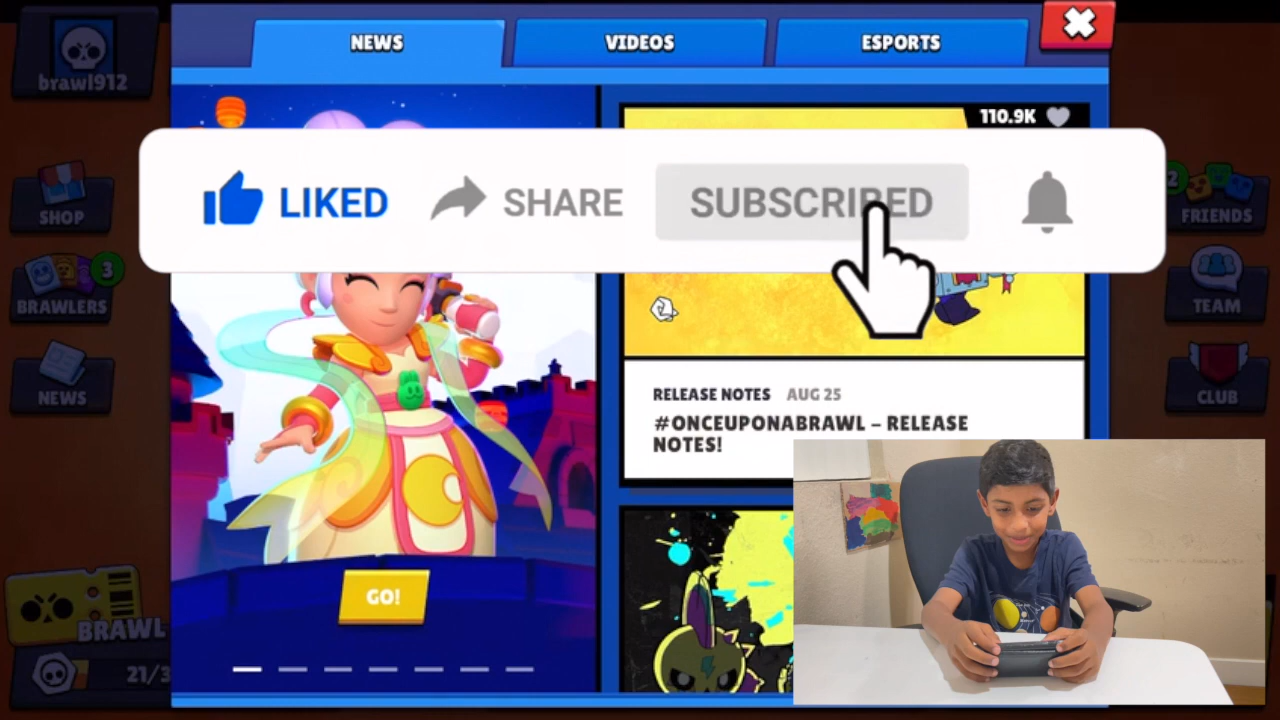 NEWS
VIDEOS
ESPORTS
brawl912
110.9K
LIKED
SHARE
SUBSCRIBED
SHOP
3
BRAWLERS
NEWS
2
FRIENDS
TEAM
CLUB
RELEASE NOTES AUG 25
#ONCEUPONABRAWL – RELEASE
NOTES!
GO!
BRAWL
21/3